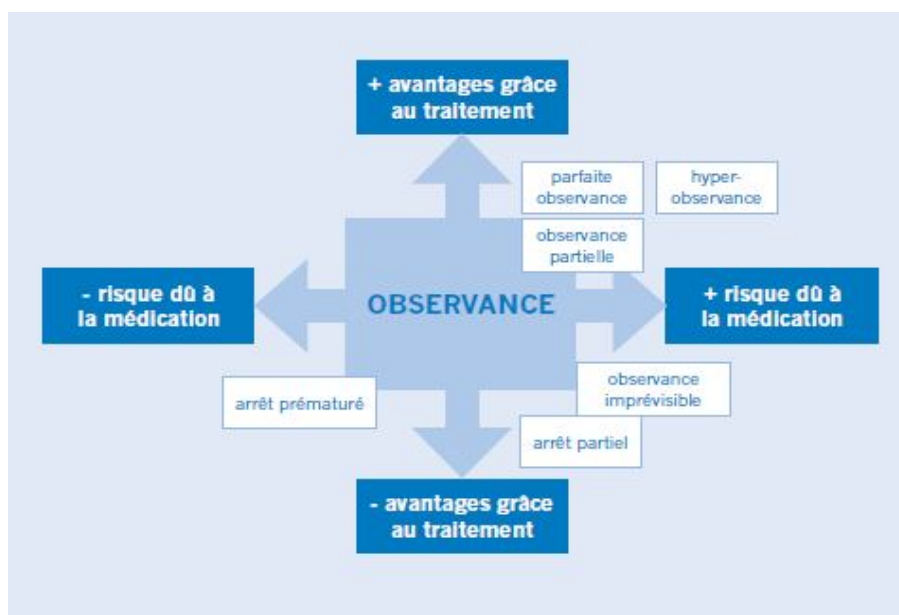 + avantages grâce
au traitement
parfaite
observance
hyper-
observance
observance
partielle
- risque dû à
la médication
OBSERVANCE
+ risque dû à
la médication
arrêt prématuré
observance
imprévisible
arrêt partiel
- avantages grâce
au traitement